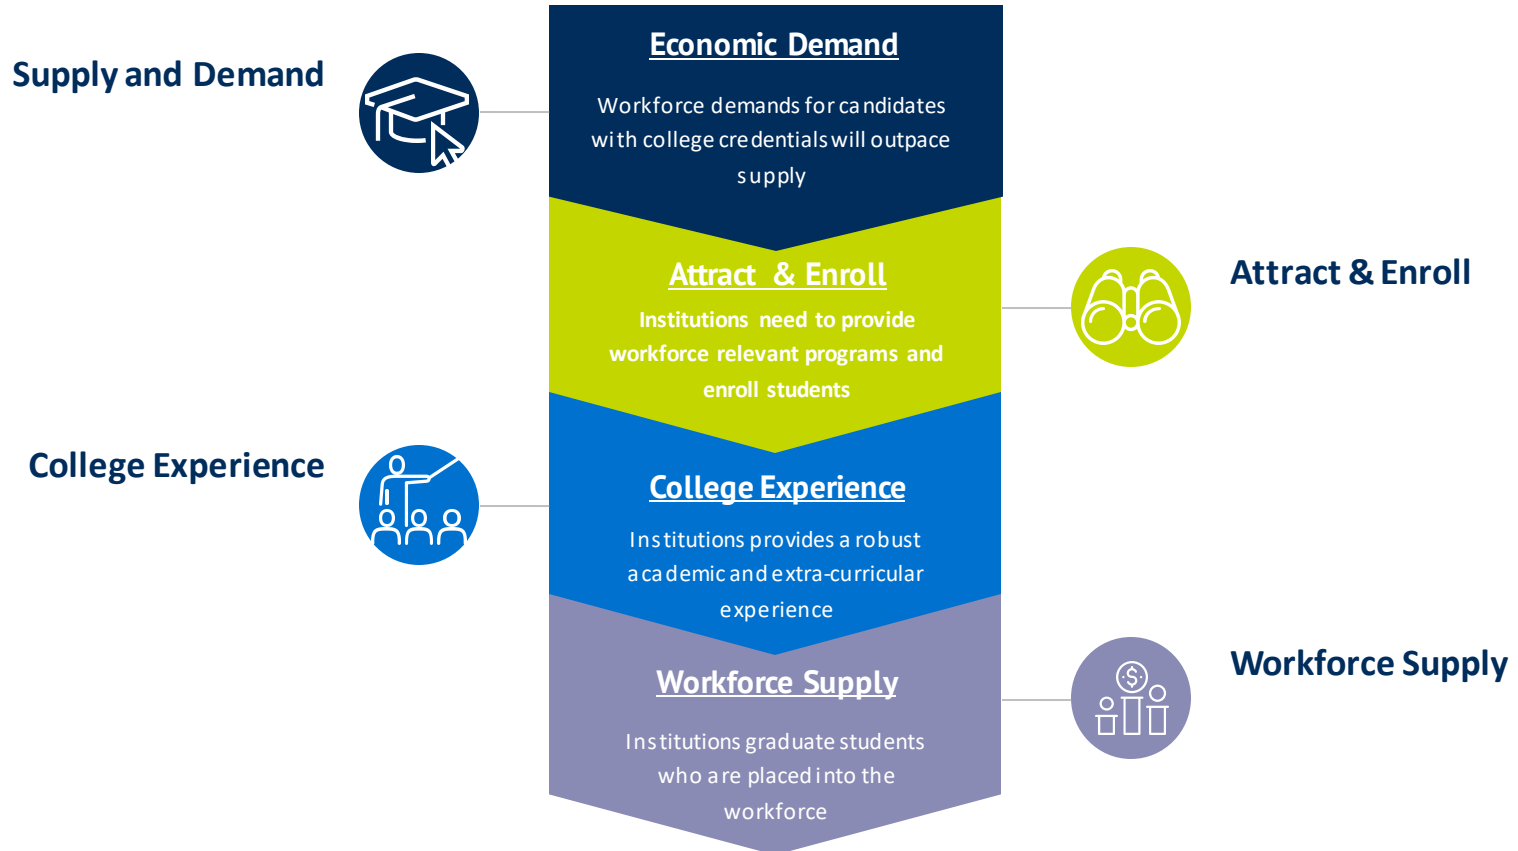 Supply and Demand
Economic Demand
Workforce demands for candidates
with college credentials will outpace
supply
Attract & Enroll
Institutions need to provide
workforce relevant programs and
enroll students
Attract & Enroll
College Experience
College Experience
Institutions provides a robust
academic and extra-curricular
experience
Workforce Supply
Institutions graduate students
who are placed into the
workforce
Workforce Supply
$